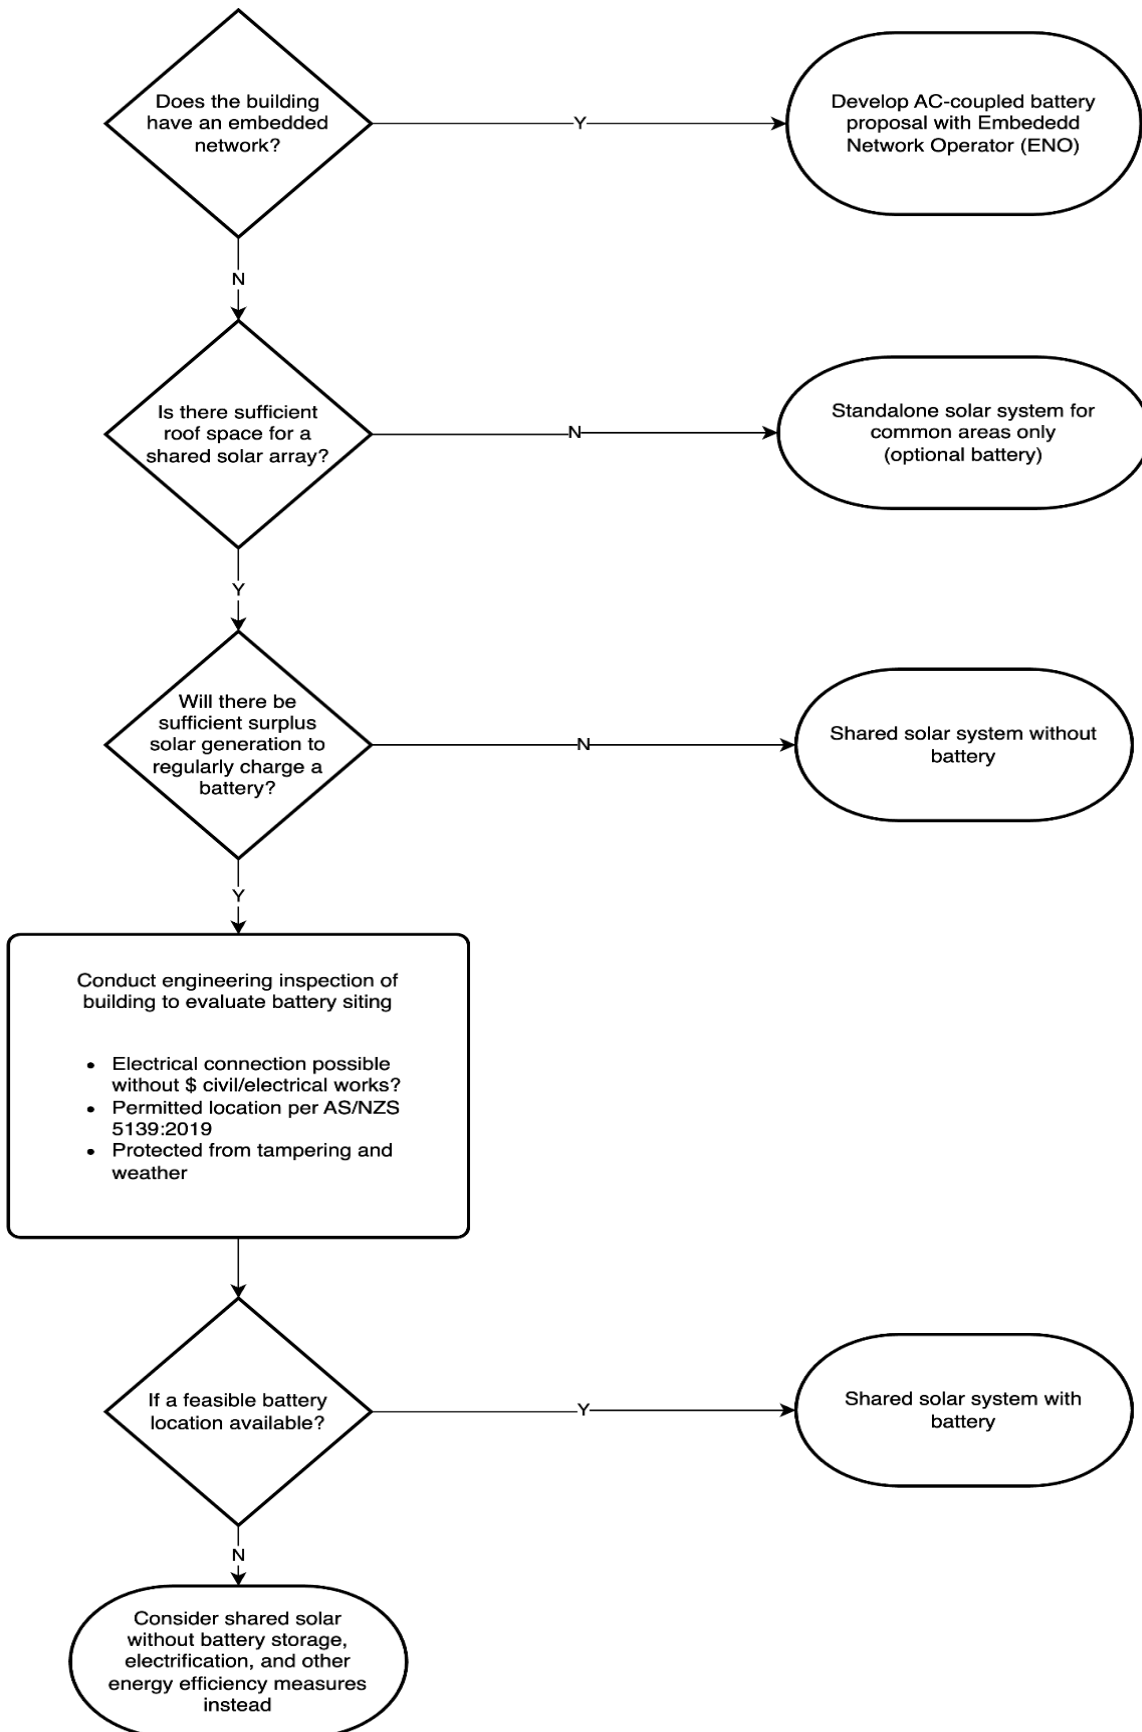 Does the building
have an embedded
network?
Y
Develop AC-coupled battery
proposal with Embededd
Network Operator (ENO)
N
Is there sufficient
roof space for a
shared solar array?
N
Standalone solar system for
common areas only
(optional battery)
Y
Will there be
sufficient surplus
solar generation to
regularly charge a
battery?
N
Shared solar system without
battery
Y
Conduct engineering inspection of
building to evaluate battery siting
• Electrical connection possible
without $ civil/electrical works?
• Permitted location per AS/NZS
5139:2019
• Protected from tampering and
weather
If a feasible battery
location available?
Y
Shared solar system with
battery
N
Consider shared solar
without battery storage,
electrification, and other
energy efficiency measures
instead